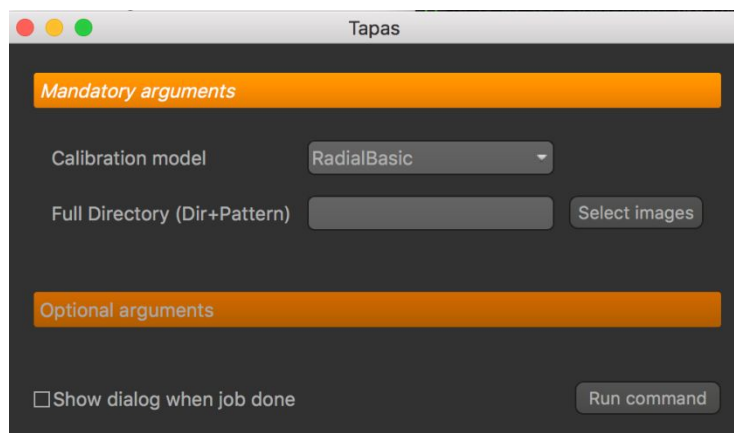 Tapas
Mandatory arguments
Calibration model RadialBasic
Full Directory (Dir+Pattern) Select images
Optional arguments
Show dialog when job done Run command